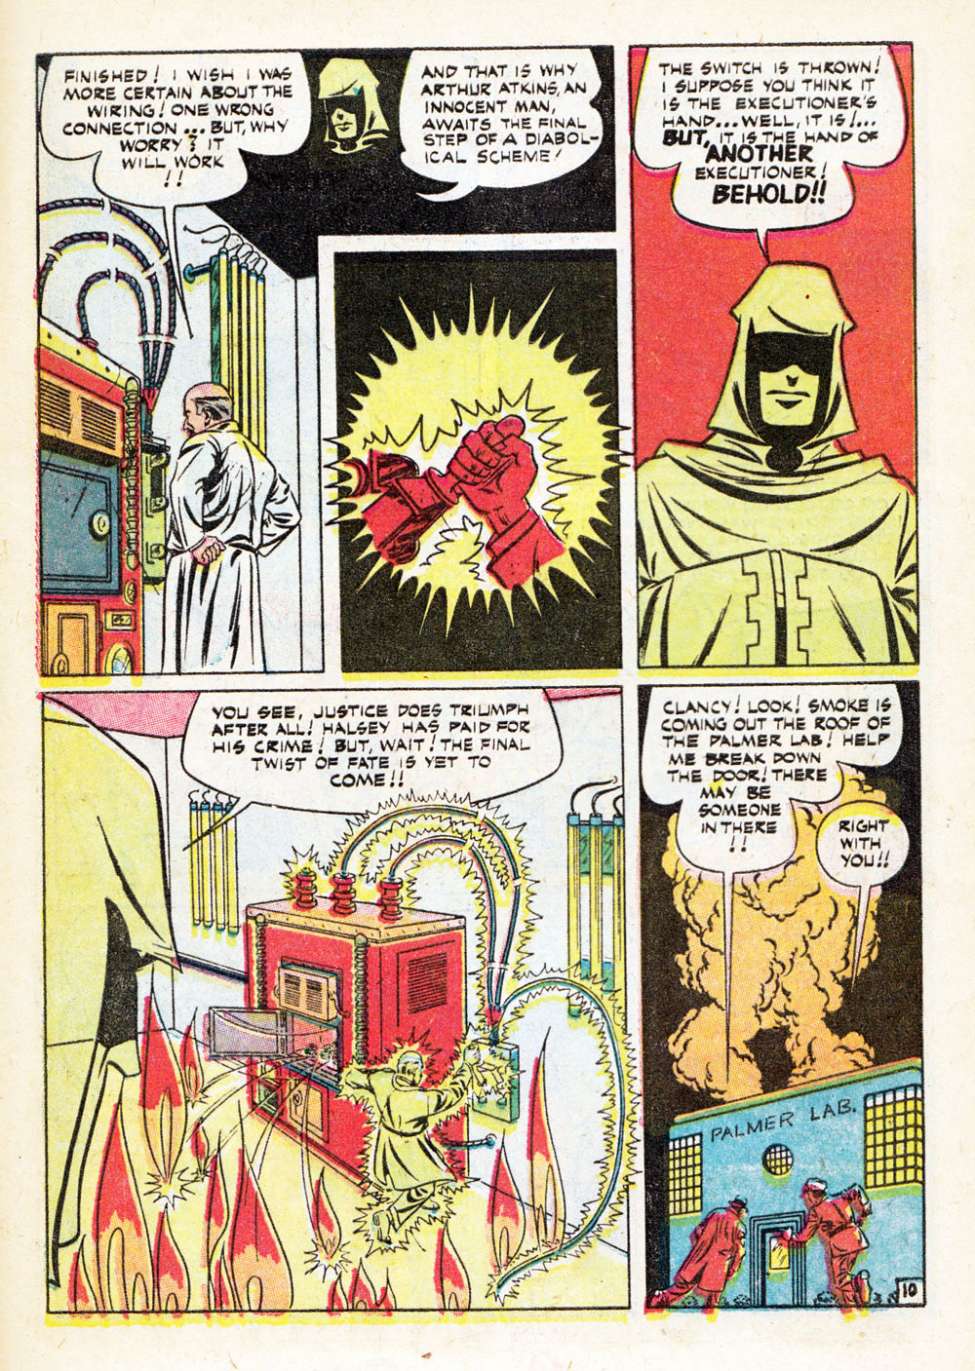 FINISHED! I WISH I WAS
MORE CERTAIN ABOUT THE
WIRING! ONE WRONG
CONNECTION... BUT, WHY
WORRY? IT
WILL WORK
!!
AND THAT IS WHY
ARTHUR ATKINS, AN
INNOCENT MAN,
AWAITS THE FINAL
STEP OF A DIABOL-
ICAL SCHEME!
THE SWITCH IS THROWN!
I SUPPOSE YOU THINK IT
IS THE EXECUTIONER'S
HAND...WELL, IT IS!...
BUT, IT IS THE HAND OF
ANOTHER
EXECUTIONER!
BEHOLD!!
YOU SEE, JUSTICE DOES TRIUMPH
AFTER ALL! HALSEY HAS PAID FOR
HIS CRIME! BUT, WAIT! THE FINAL
TWIST OF FATE IS YET TO
COME!!
CLANCY! LOOK! SMOKE IS
COMING OUT THE ROOF OF
THE PALMER LAB! HELP
ME BREAK DOWN
THE DOOR! THERE
MAY BE
SOMEONE
IN THERE
!!
RIGHT
WITH
YOU!!
PALMER LAB.
10